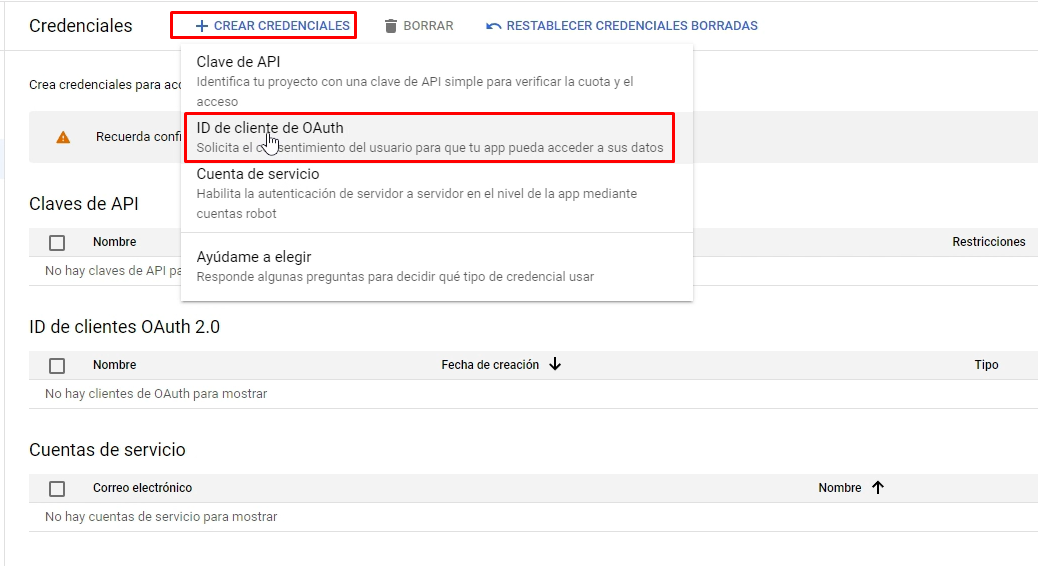 Credenciales
CREAR CREDENCIALES
BORRAR
RESTABLECER CREDENCIALES BORRADAS
Clave de API
Identifica tu proyecto con una clave de API simple para verificar la cuota y el
acceso
Crea credenciales para acc
ID de cliente de OAuth
Solicita el consentimiento del usuario para que tu app pueda acceder a sus datos
Recuerda confi
Cuenta de servicio
Habilita la autenticación de servidor a servidor en el nivel de la app mediante
cuentas robot
Ayúdame a elegir
Responde algunas preguntas para decidir qué tipo de credencial usar
Claves de API
Nombre
Restricciones
No hay claves de API pa
ID de clientes OAuth 2.0
Nombre
Fecha de creación
Tipo
No hay clientes de OAuth para mostrar
Cuentas de servicio
Correo electrónico
Nombre
No hay cuentas de servicio para mostrar